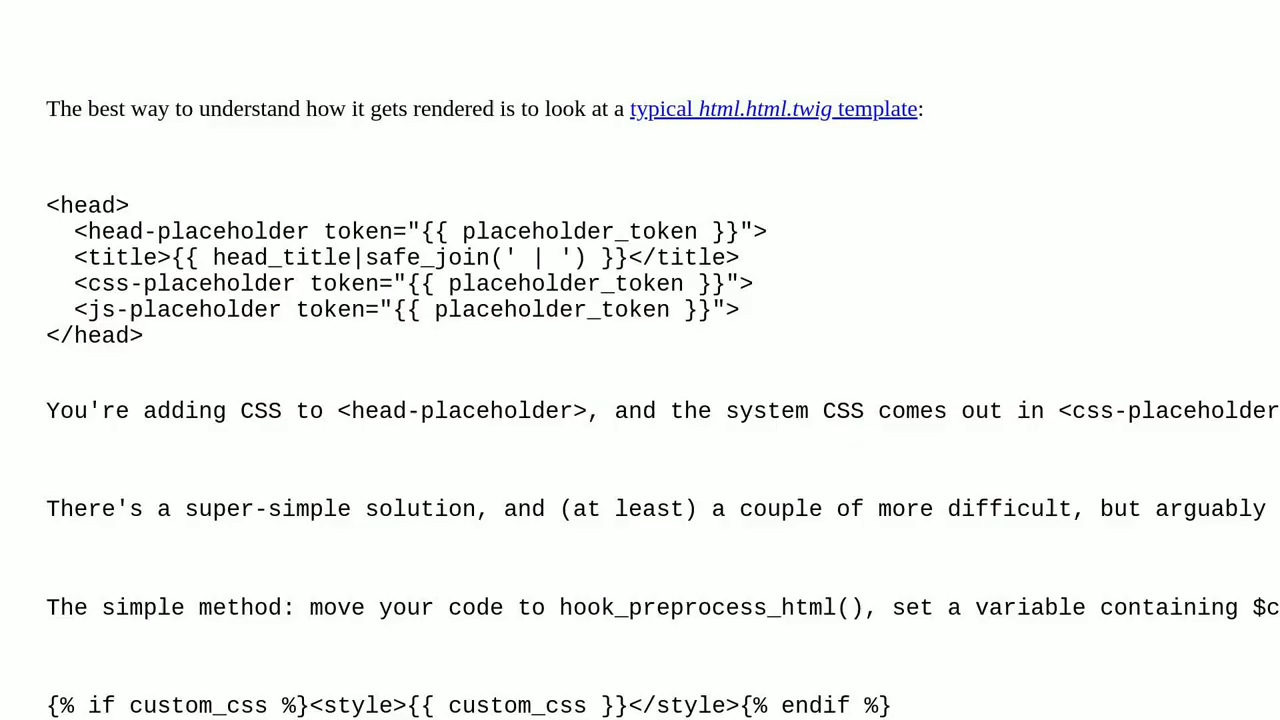 The best way to understand how it gets rendered is to look at a typical html.html.twig template:
<head>
  <head-placeholder token="{{ placeholder_token }}">
  <title>{{ head_title|safe_join(' | ') }}</title>
  <css-placeholder token="{{ placeholder_token }}">
  <js-placeholder token="{{ placeholder_token }}">
</head>
You're adding CSS to <head-placeholder>, and the system CSS comes out in <css-placeholder
There's a super-simple solution, and (at least) a couple of more difficult, but arguably
The simple method: move your code to hook_preprocess_html(), set a variable containing $c
{% if custom_css %}<style>{{ custom_css }}</style>{% endif %}